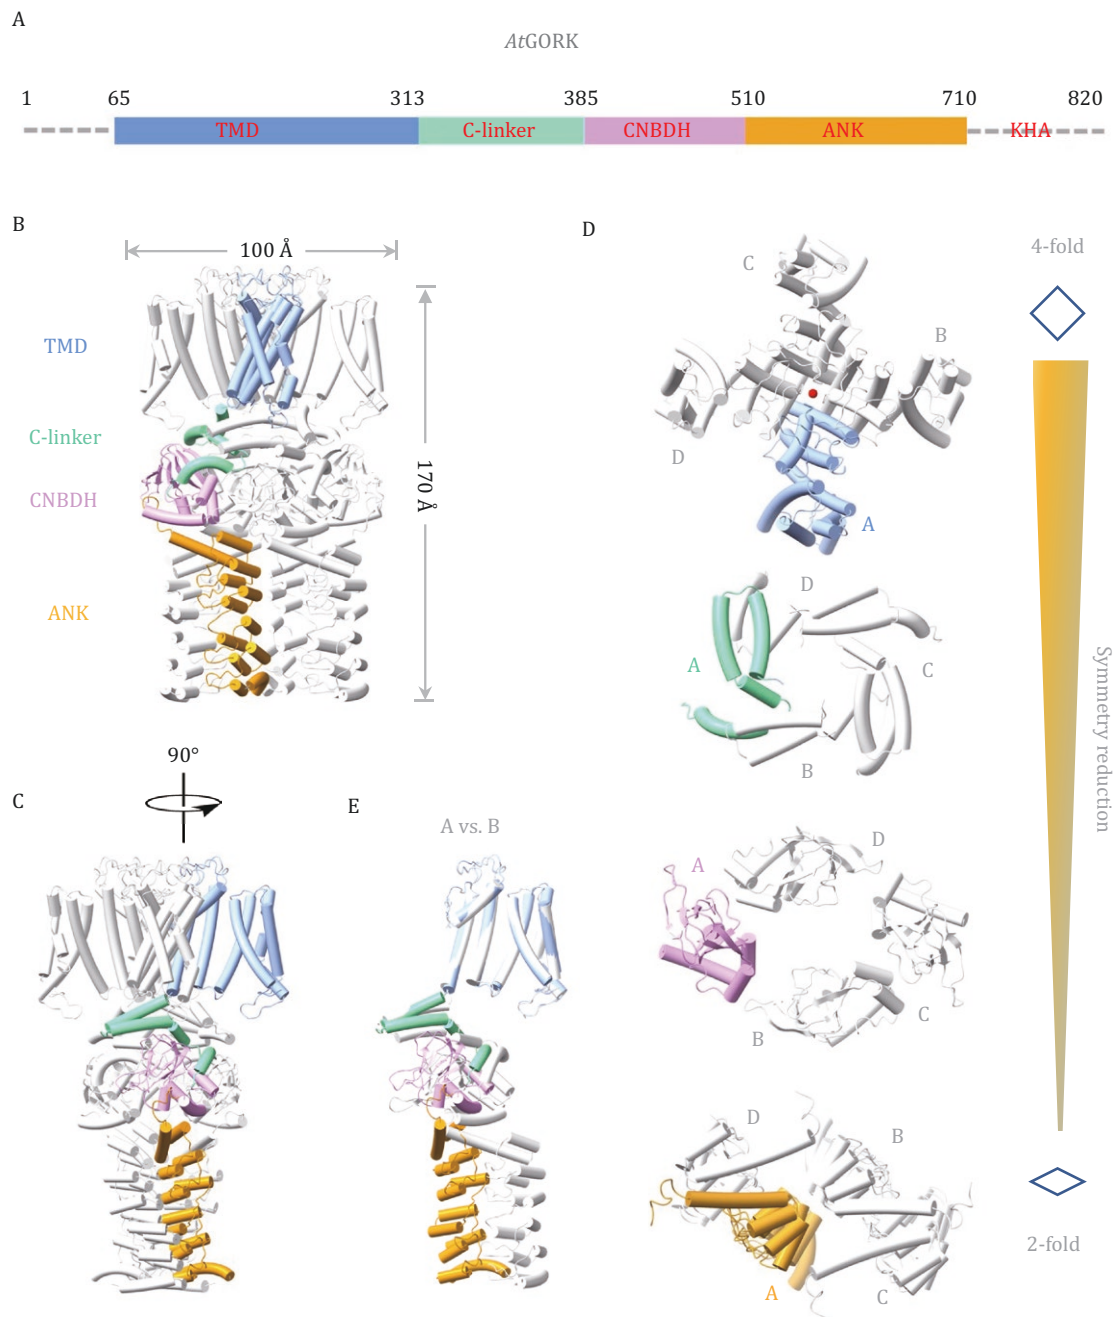 A
AtGORK
1 65 313 385 510 710 820
TMD C-linker CNBDH ANK KHA
B
100 Å
TMD
C-linker
CNBDH
ANK
170 Å
D
4-fold
C
B
D
A
D
A
C
B
A
D
C
B
D
B
A
C
Symmetry reduction
2-fold
90°
C
E
A vs. B